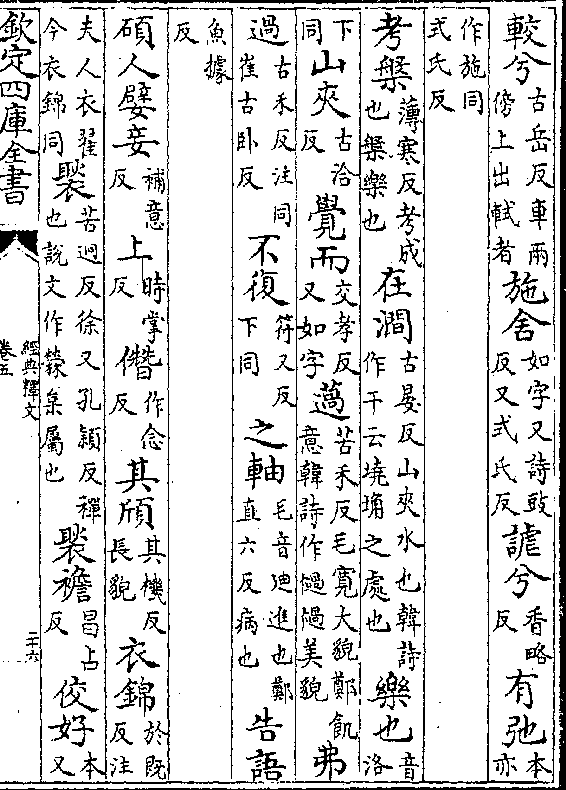 較兮古岳反車兩傍上出軾者施舍如字又詩豉反又式氏反謔兮香略反有弛本亦
作施同式氏反
考槃薄寒反考成也槃樂也在澗古晏反山夾水也韓詩作干云墝埆之處也樂也音洛
下同山夾古洽反覺而交孝反又如字薖苦禾反毛寛大貌鄭飢意韓詩作𠊬𠊬美貌弗
過古禾反注同崔古卧反不復符又反下同之軸毛音廸進也鄭直六反病也告語
魚據反
碩人嬖妾補意反上時掌反僭作念反其頎其機反長貌衣錦於既反注
夫人衣翟今衣錦同褧苦迥反徐又孔頴反禪也說文作檾枲屬也褧襜昌占反佼好本又
欽定四庫全書
經典釋文
卷五
二十六